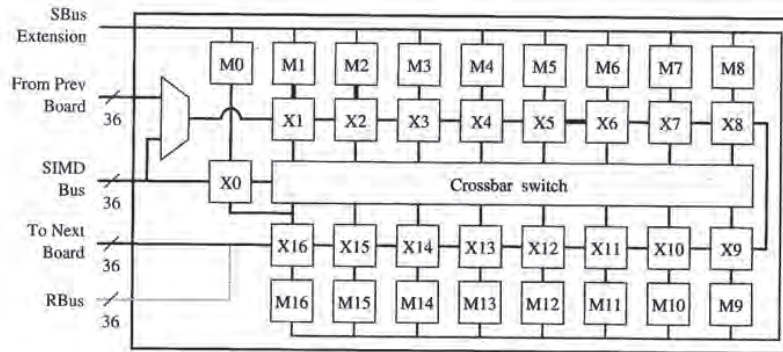 SBus
Extension
M0 M1 M2 M3 M4 M5 M6 M7 M8
From Prev
Board
36
X1 X2 X3 X4 X5 X6 X7 X8
SIMD
Bus
36
X0 Crossbar switch
To Next
Board
36
X16 X15 X14 X13 X12 X11 X10 X9
RBus
36
M16 M15 M14 M13 M12 M11 M10 M9